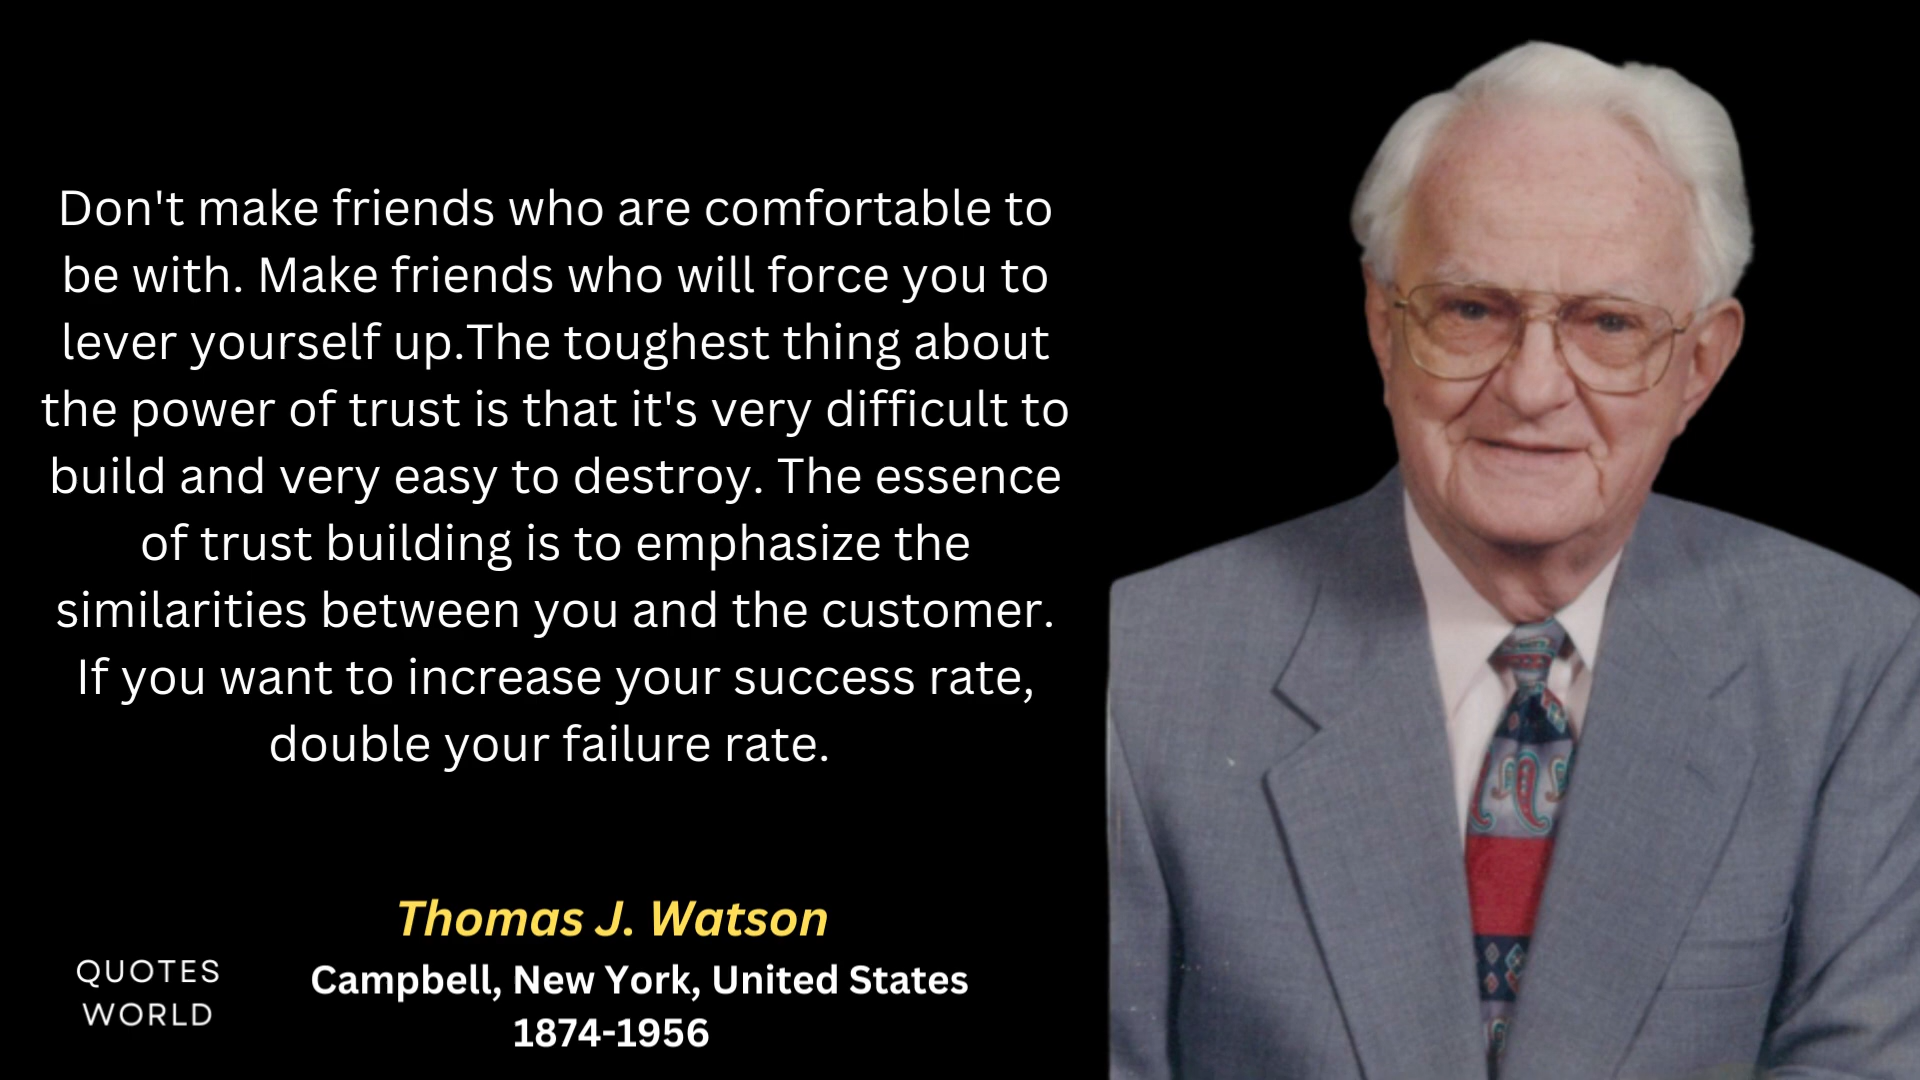 Don't make friends who are comfortable to
be with. Make friends who will force you to
lever yourself up.The toughest thing about
the power of trust is that it's very difficult to
build and very easy to destroy. The essence
of trust building is to emphasize the
similarities between you and the customer.
If you want to increase your success rate,
double your failure rate.
Thomas J. Watson
Campbell, New York, United States
1874-1956
QUOTES
WORLD